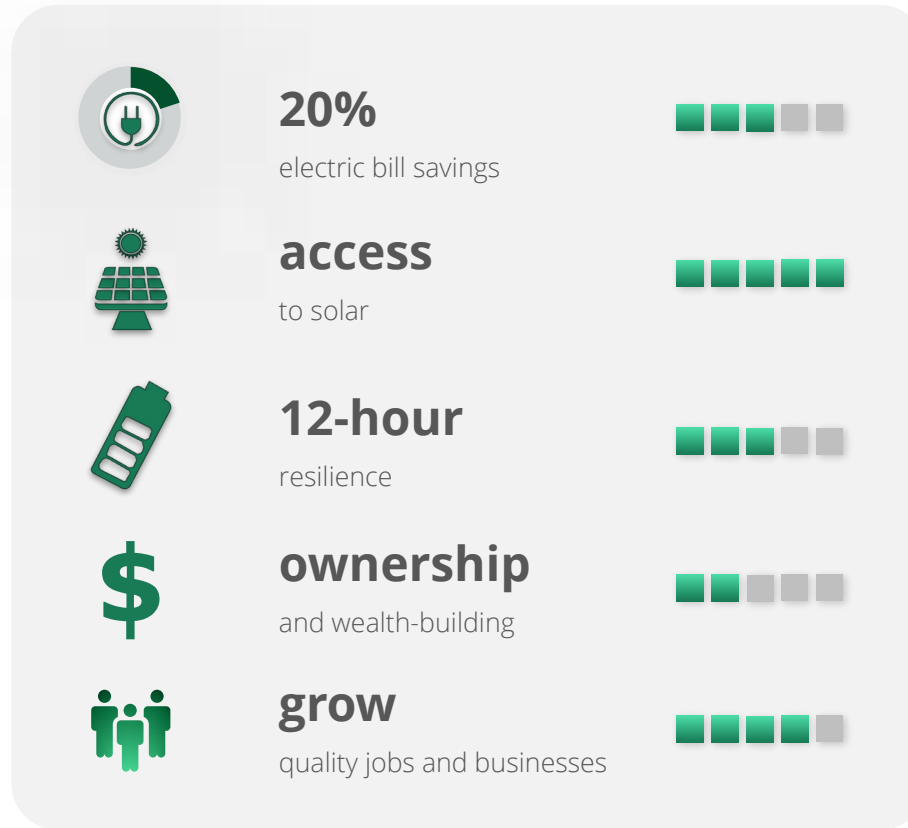 20%
electric bill savings
access
to solar
12-hour
resilience
$
ownership
and wealth-building
grow
quality jobs and businesses